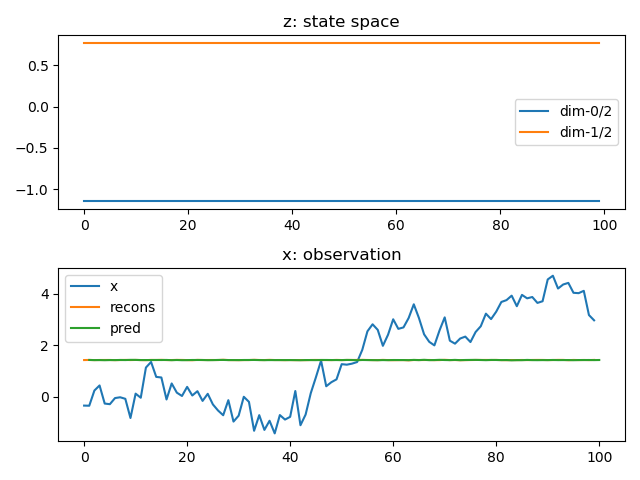 z: state space
0.5
0.0
−0.5
−1.0
dim-0/2
dim-1/2
0 20 40 60 80 100
x: observation
4
2
0
x
recons
pred
0 20 40 60 80 100